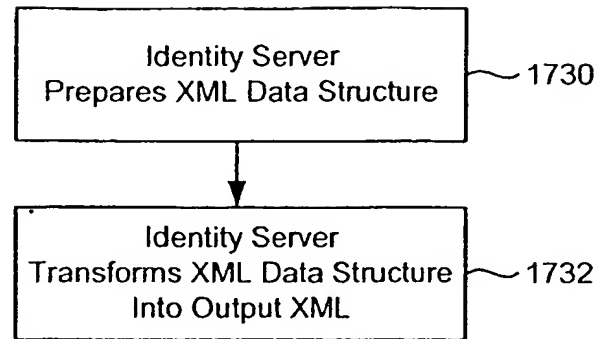 Identity Server
Prepares XML Data Structure
1730
Identity Server
Transforms XML Data Structure
Into Output XML
1732